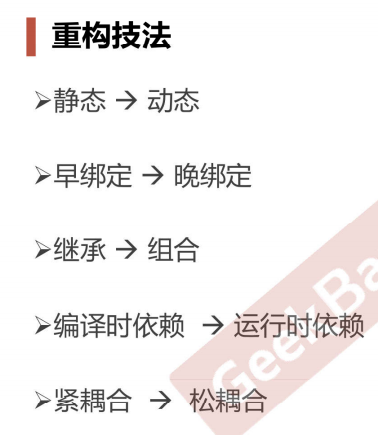 重构技法
➢静态 → 动态
➢早绑定 → 晚绑定
➢继承 → 组合
➢编译时依赖 → 运行时依赖
➢紧耦合 → 松耦合
GeekBa